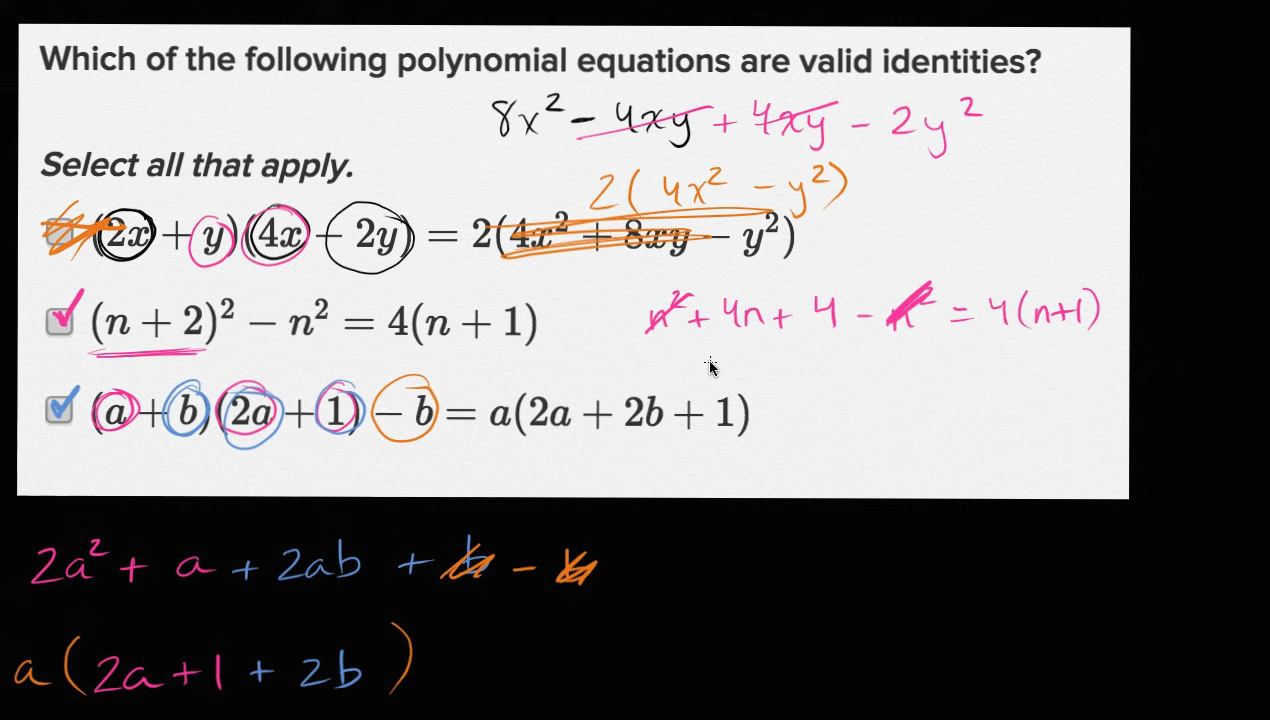 Which of the following polynomial equations are valid identities?
8x² - 4xy + 4xy - 2y²
Select all that apply.
2(4x² - y²)
(2x + y)(4x - 2y) = 2(4x² + 8xy - y²)
(n + 2)² - n² = 4(n + 1)
n² + 4n + 4 - n² = 4(n+1)
(a + b)(2a + 1) - b = a(2a + 2b + 1)
2a² + a + 2ab + b - b
a(2a+1 + 2b)